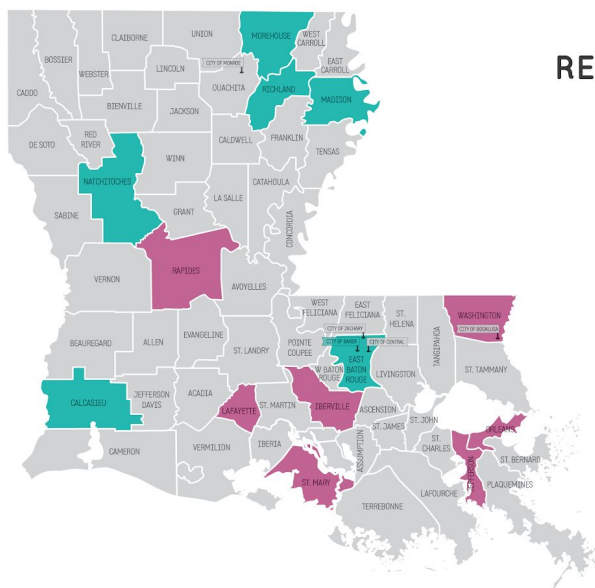 RE
UNION
CLAIBORNE
MOREHOUSE
WEST
CARROLL
BOSSIER
WEBSTER
LINCOLN
CITY OF MONROE
EAST
CARROLL
CADDO
OUACHITA
RICHLAND
MADISON
BIENVILLE
JACKSON
DE SOTO
RED
RIVER
CALDWELL
FRANKLIN
TENSAS
WINN
NATCHITOCHES
CATAHOULA
LA SALLE
SABINE
GRANT
CONCORDIA
RAPIDES
VERNON
AVOYELLES
WEST
FELICIANA
EAST
FELICIANA
ST.
HELENA
WASHINGTON
CITY OF BOGALUSA
TANGIPAHOA
CITY OF ZACHARY
CITY OF BAKER
CITY OF CENTRAL
BEAUREGARD
ALLEN
EVANGELINE
ST. LANDRY
POINTE
COUPEE
W BATON
ROUGE
EAST
BATON
ROUGE
LIVINGSTON
ST. TAMMANY
CALCASIEU
JEFFERSON
DAVIS
ACADIA
LAFAYETTE
ST. MARTIN
IBERVILLE
ASCENSION
ST. JAMES
ST. JOHN
ORLEANS
CAMERON
VERMILION
IBERIA
ASSUMPTION
ST.
CHARLES
JEFFERSON
ST. BERNARD
ST. MARY
PLAQUEMINES
LAFOURCHE
TERREBONNE